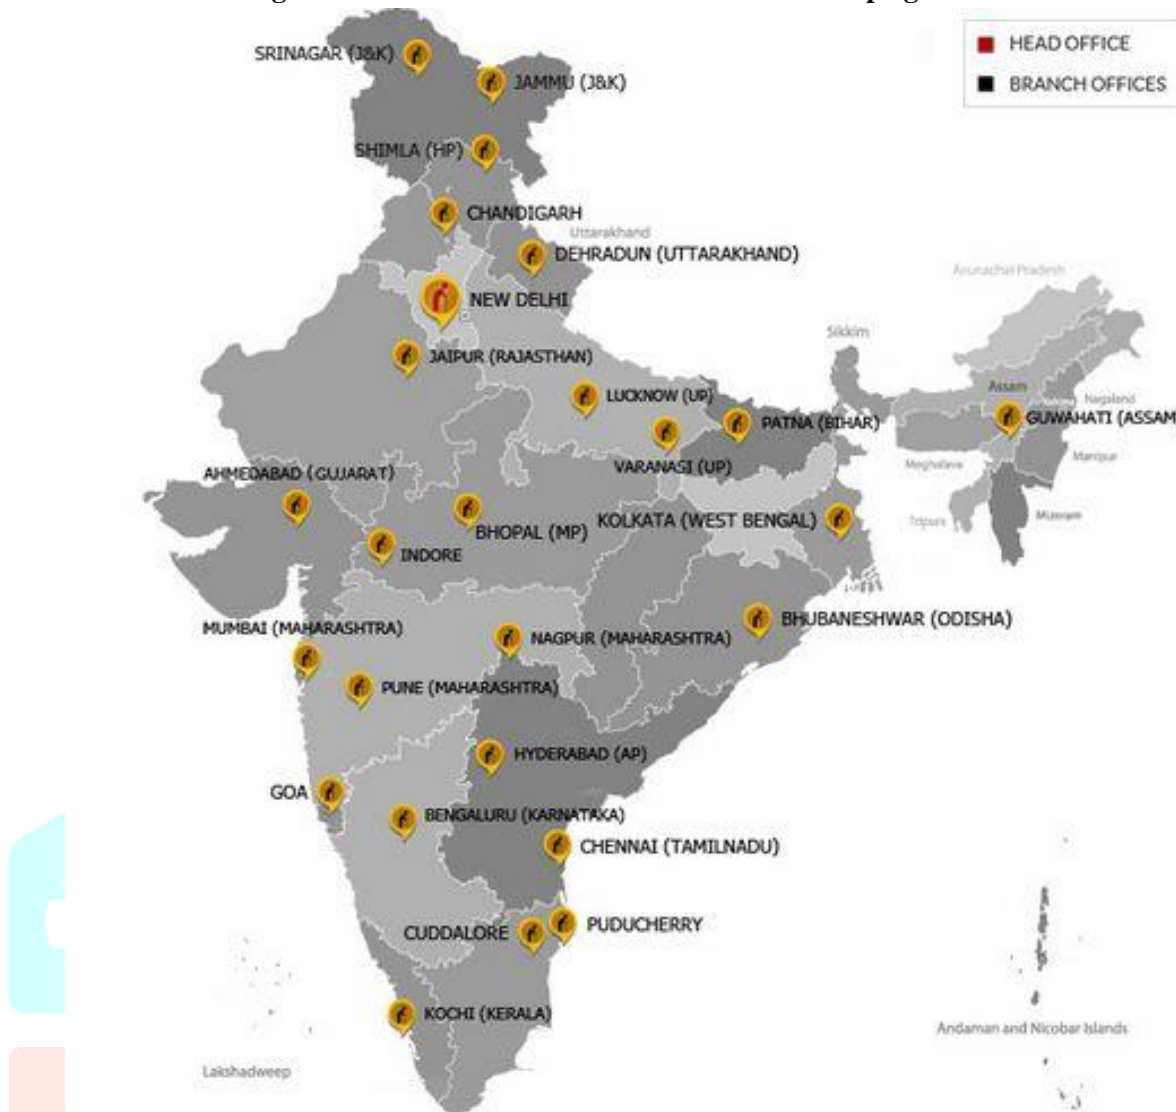 HEAD OFFICE
BRANCH OFFICES
SRINAGAR (J&K)
JAMMU (J&K)
SHIMLA (HP)
CHANDIGARH
Uttarakhand
DEHRADUN (UTTARAKHAND)
Arunachal Pradesh
NEW DELHI
Sikkim
JAIPUR (RAJASTHAN)
Assam
LUCKNOW (UP)
Nagaland
GUWAHATI (ASSAM
PATNA (BIHAR)
Manipur
VARANASI (UP)
Meghalava
AHMEDABAD (GUJARAT)
KOLKATA (WEST BENGAL)
Tripura
Mizoram
BHOPAL (MP)
INDORE
BHUBANESHWAR (ODISHA)
MUMBAI (MAHARASHTRA)
NAGPUR (MAHARASHTRA)
PUNE (MAHARASHTRA)
HYDERABAD (AP)
GOA
BENGALURU (KARNATAKA)
CHENNAI (TAMILNADU)
PUDUCHERRY
CUDDALORE
KOCHI (KERALA)
Andaman and Nicobar Islands
Lakshadweep